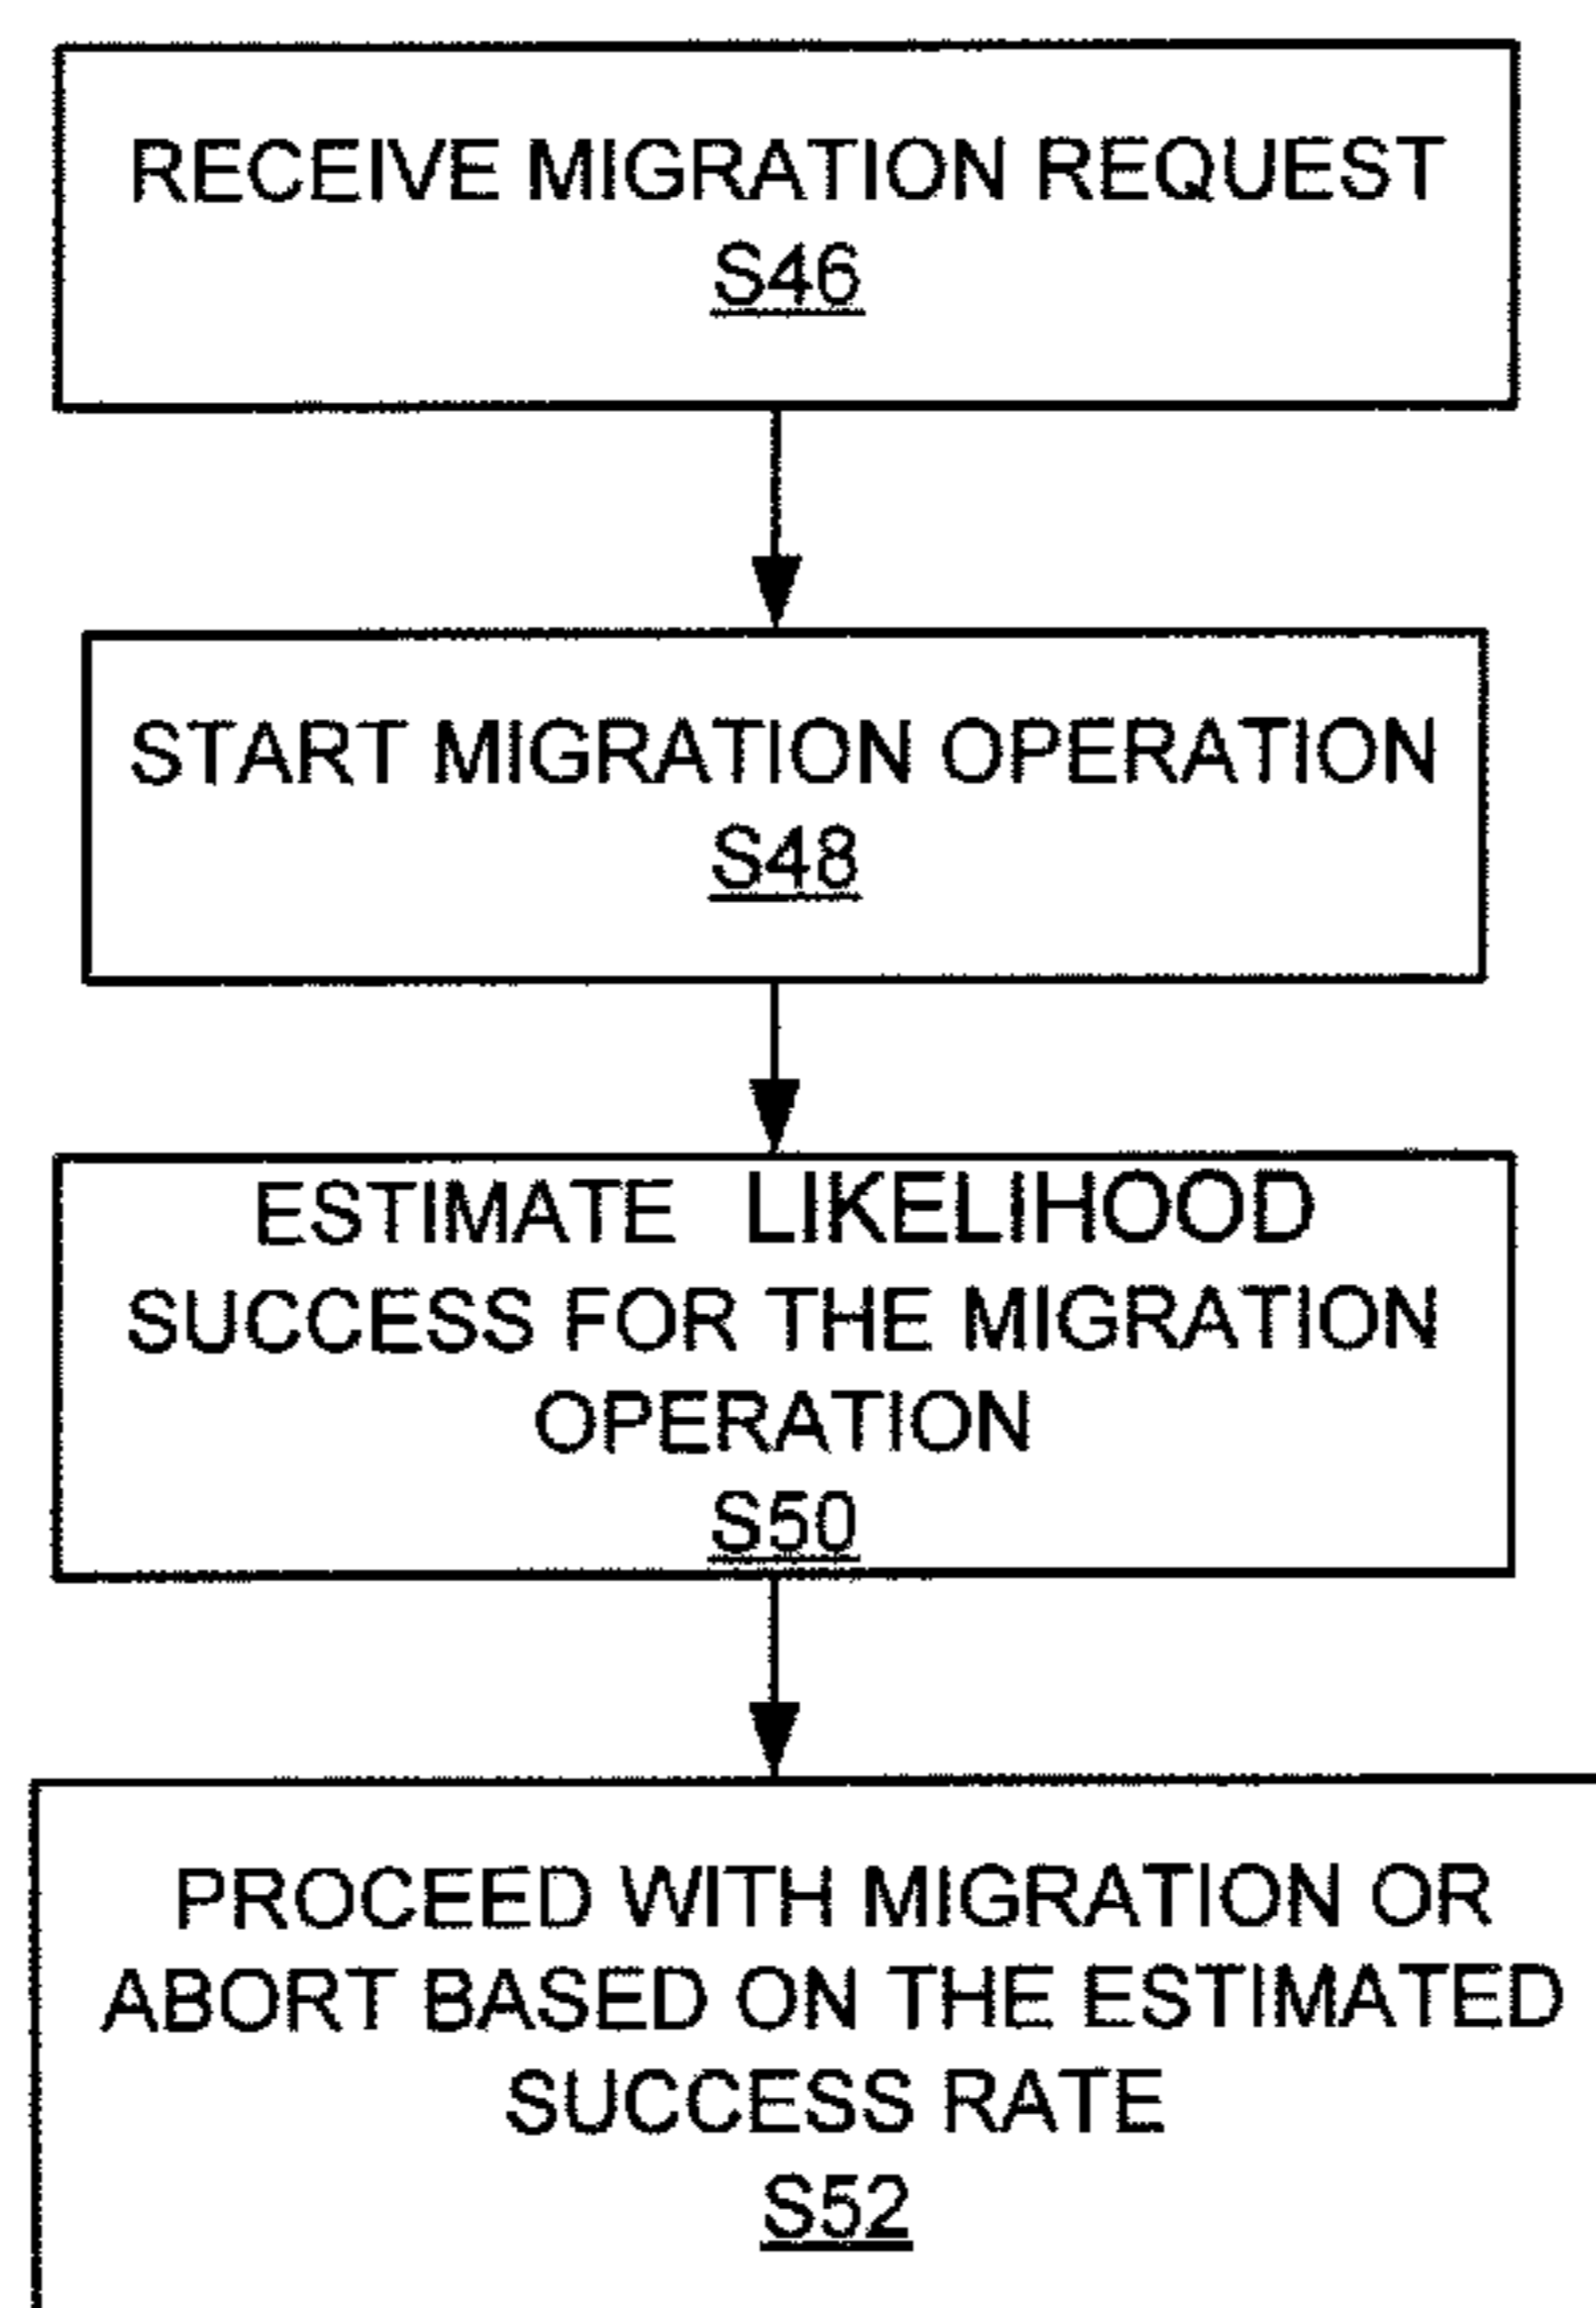 RECEIVE MIGRATION REQUEST
S46
START MIGRATION OPERATION
S48
ESTIMATE LIKELIHOOD
SUCCESS FOR THE MIGRATION
OPERATION
S50
PROCEED WITH MIGRATION OR
ABORT BASED ON THE ESTIMATED
SUCCESS RATE
S52